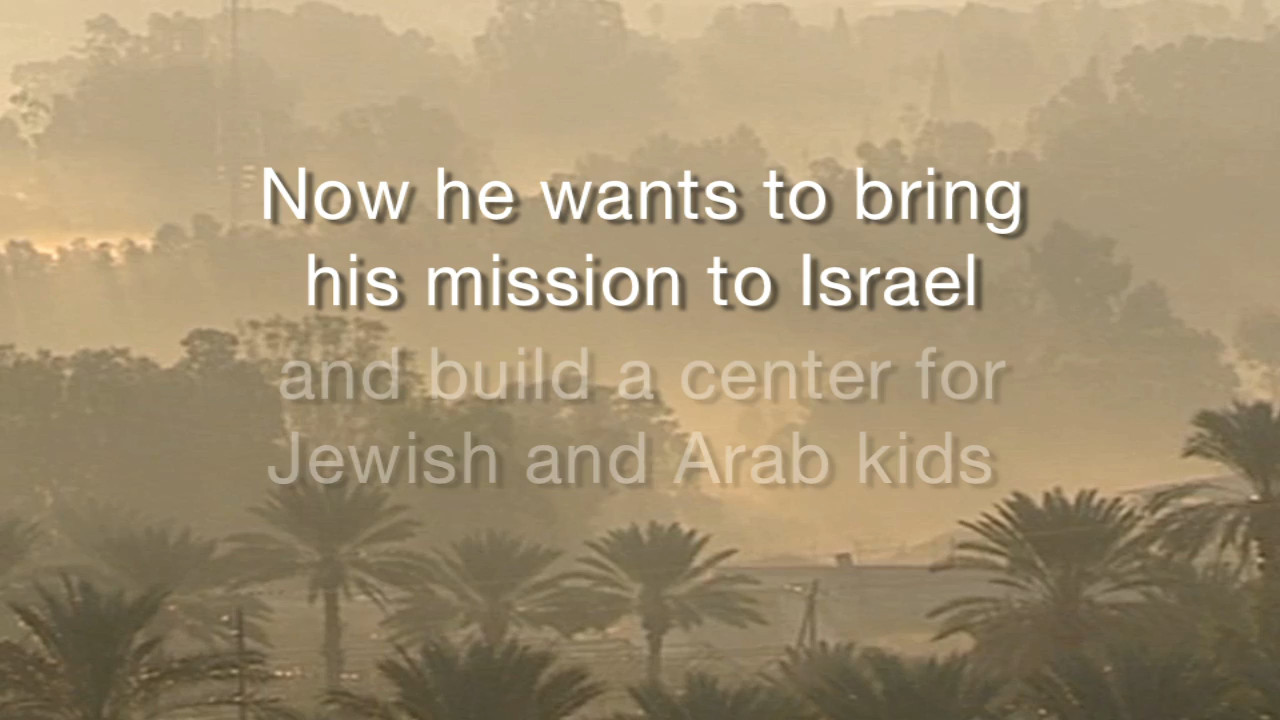 Now he wants to bring
his mission to Israel
and build a center for
Jewish and Arab kids